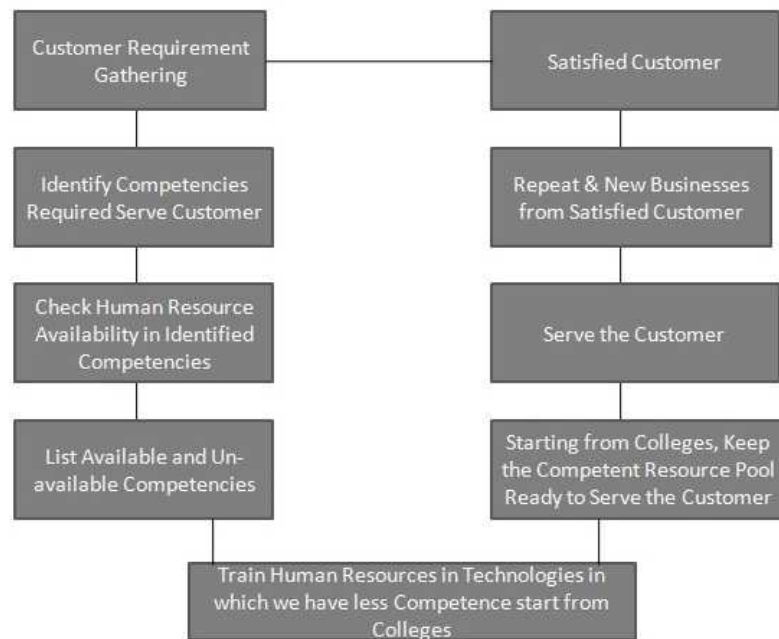 Customer Requirement
Gathering
Satisfied Customer
Identify Competencies
Required Serve Customer
Repeat & New Businesses
from Satisfied Customer
Check Human Resource
Availability in Identified
Competencies
Serve the Customer
List Available and Un-
available Competencies
Starting from Colleges, Keep
the Competent Resource Pool
Ready to Serve the Customer
Train Human Resources in Technologies in
which we have less Competence start from
Colleges